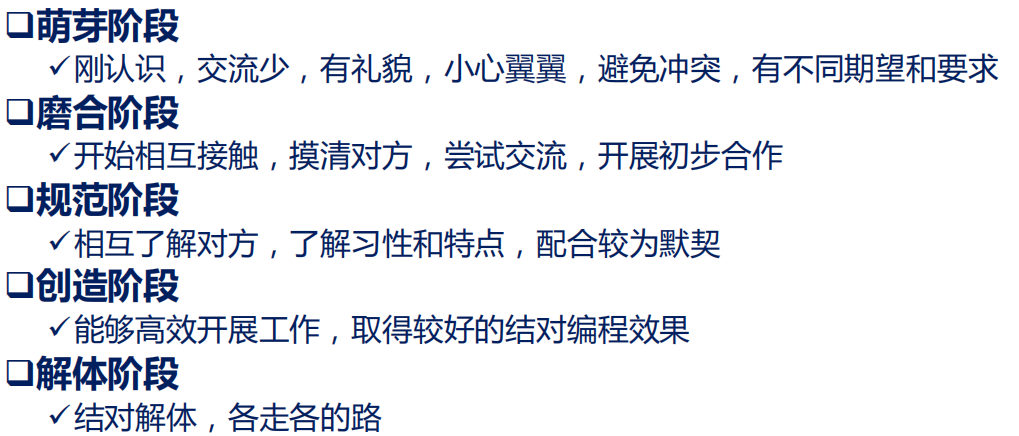 ❑萌芽阶段
✓刚认识，交流少，有礼貌，小心翼翼，避免冲突，有不同期望和要求
❑磨合阶段
✓开始相互接触，摸清对方，尝试交流，开展初步合作
❑规范阶段
✓相互了解对方，了解习性和特点，配合较为默契
❑创造阶段
✓能够高效开展工作，取得较好的结对编程效果
❑解体阶段
✓结对解体，各走各的路